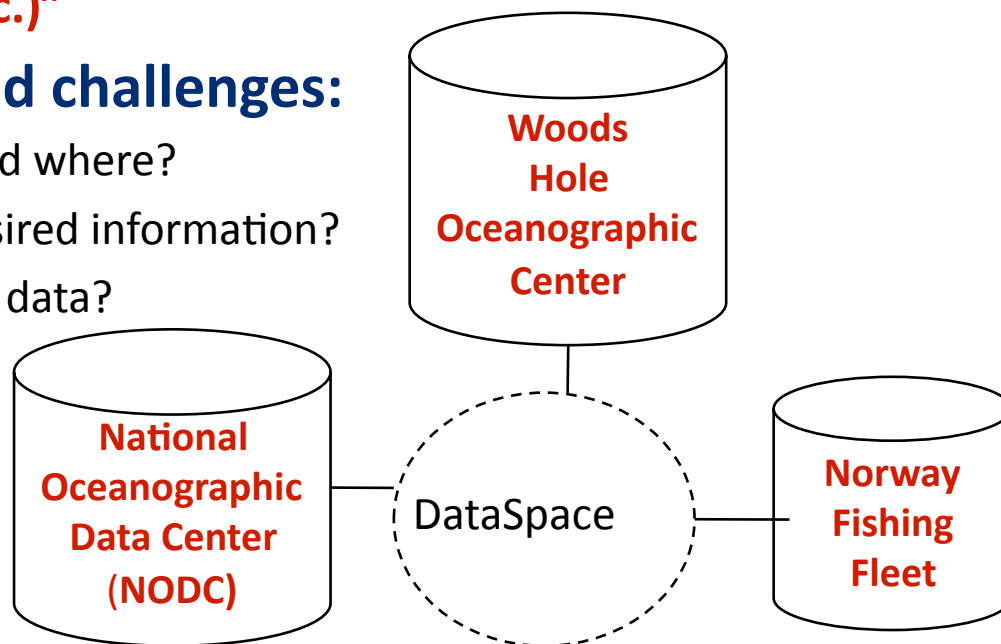 c.)"
d challenges:
d where?
sired information?
data?
Woods
Hole
Oceanographic
Center
National
Oceanographic
Data Center
(NODC)
DataSpace
Norway
Fishing
Fleet